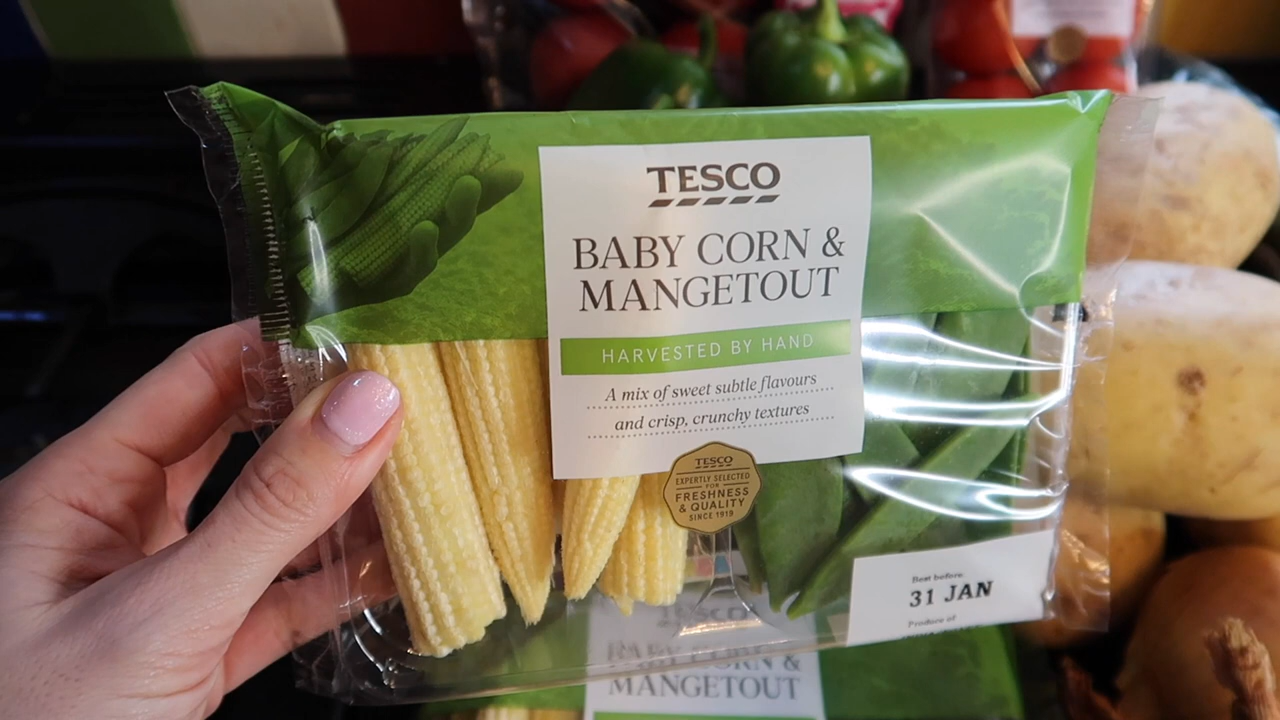 TESCO
BABY CORN &
MANGETOUT
HARVESTED BY HAND
A mix of sweet subtle flavours
and crisp, crunchy textures
TESCO
EXPERTLY SELECTED
FOR
FRESHNESS
& QUALITY
SINCE 1919
Best before:
31 JAN
Produce of
BABY CORN &
MANGETOUT